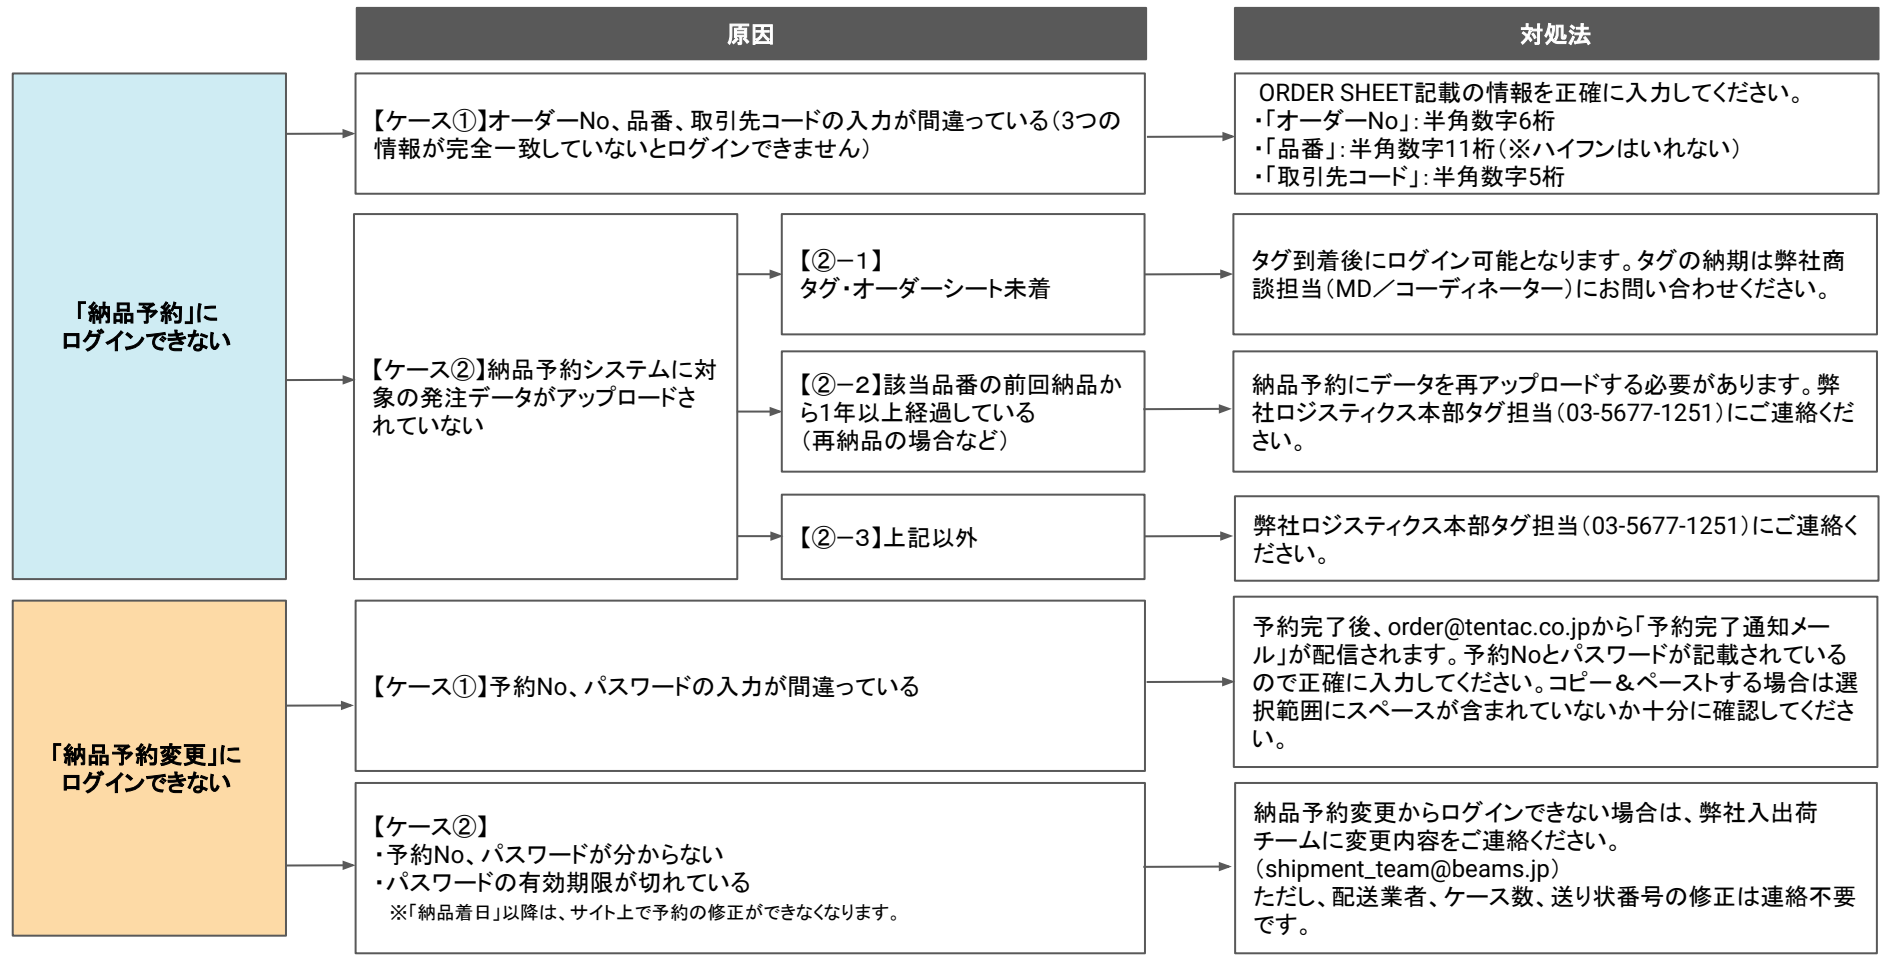 原因
対処法
「納品予約」に
ログインできない
【ケース①】オーダーNo、品番、取引先コードの入力が間違っている（3つの
情報が完全一致していないとログインできません）
ORDER SHEET記載の情報を正確に入力してください。
・「オーダーNo」：半角数字6桁
・「品番」：半角数字11桁（※ハイフンはいれない）
・「取引先コード」：半角数字5桁
【ケース②】納品予約システムに対
象の発注データがアップロードさ
れていない
【②－１】
タグ・オーダーシート未着
タグ到着後にログイン可能となります。タグの納期は弊社商
談担当（MD／コーディネーター）にお問い合わせください。
【②－２】該当品番の前回納品か
ら1年以上経過している
（再納品の場合など）
納品予約にデータを再アップロードする必要があります。弊
社ロジスティクス本部タグ担当（03-5677-1251）にご連絡くだ
さい。
【②－３】上記以外
弊社ロジスティクス本部タグ担当（03-5677-1251）にご連絡く
ださい。
「納品予約変更」に
ログインできない
【ケース①】予約No、パスワードの入力が間違っている
予約完了後、order@tentac.co.jpから「予約完了通知メー
ル」が配信されます。予約Noとパスワードが記載されている
ので正確に入力してください。コピー＆ペーストする場合は選
択範囲にスペースが含まれていないか十分に確認してくださ
い。
【ケース②】
・予約No、パスワードが分からない
・パスワードの有効期限が切れている
※「納品着日」以降は、サイト上で予約の修正ができなくなります。
納品予約変更からログインできない場合は、弊社入出荷
チームに変更内容をご連絡ください。
（shipment_team@beams.jp）
ただし、配送業者、ケース数、送り状番号の修正は連絡不要
です。